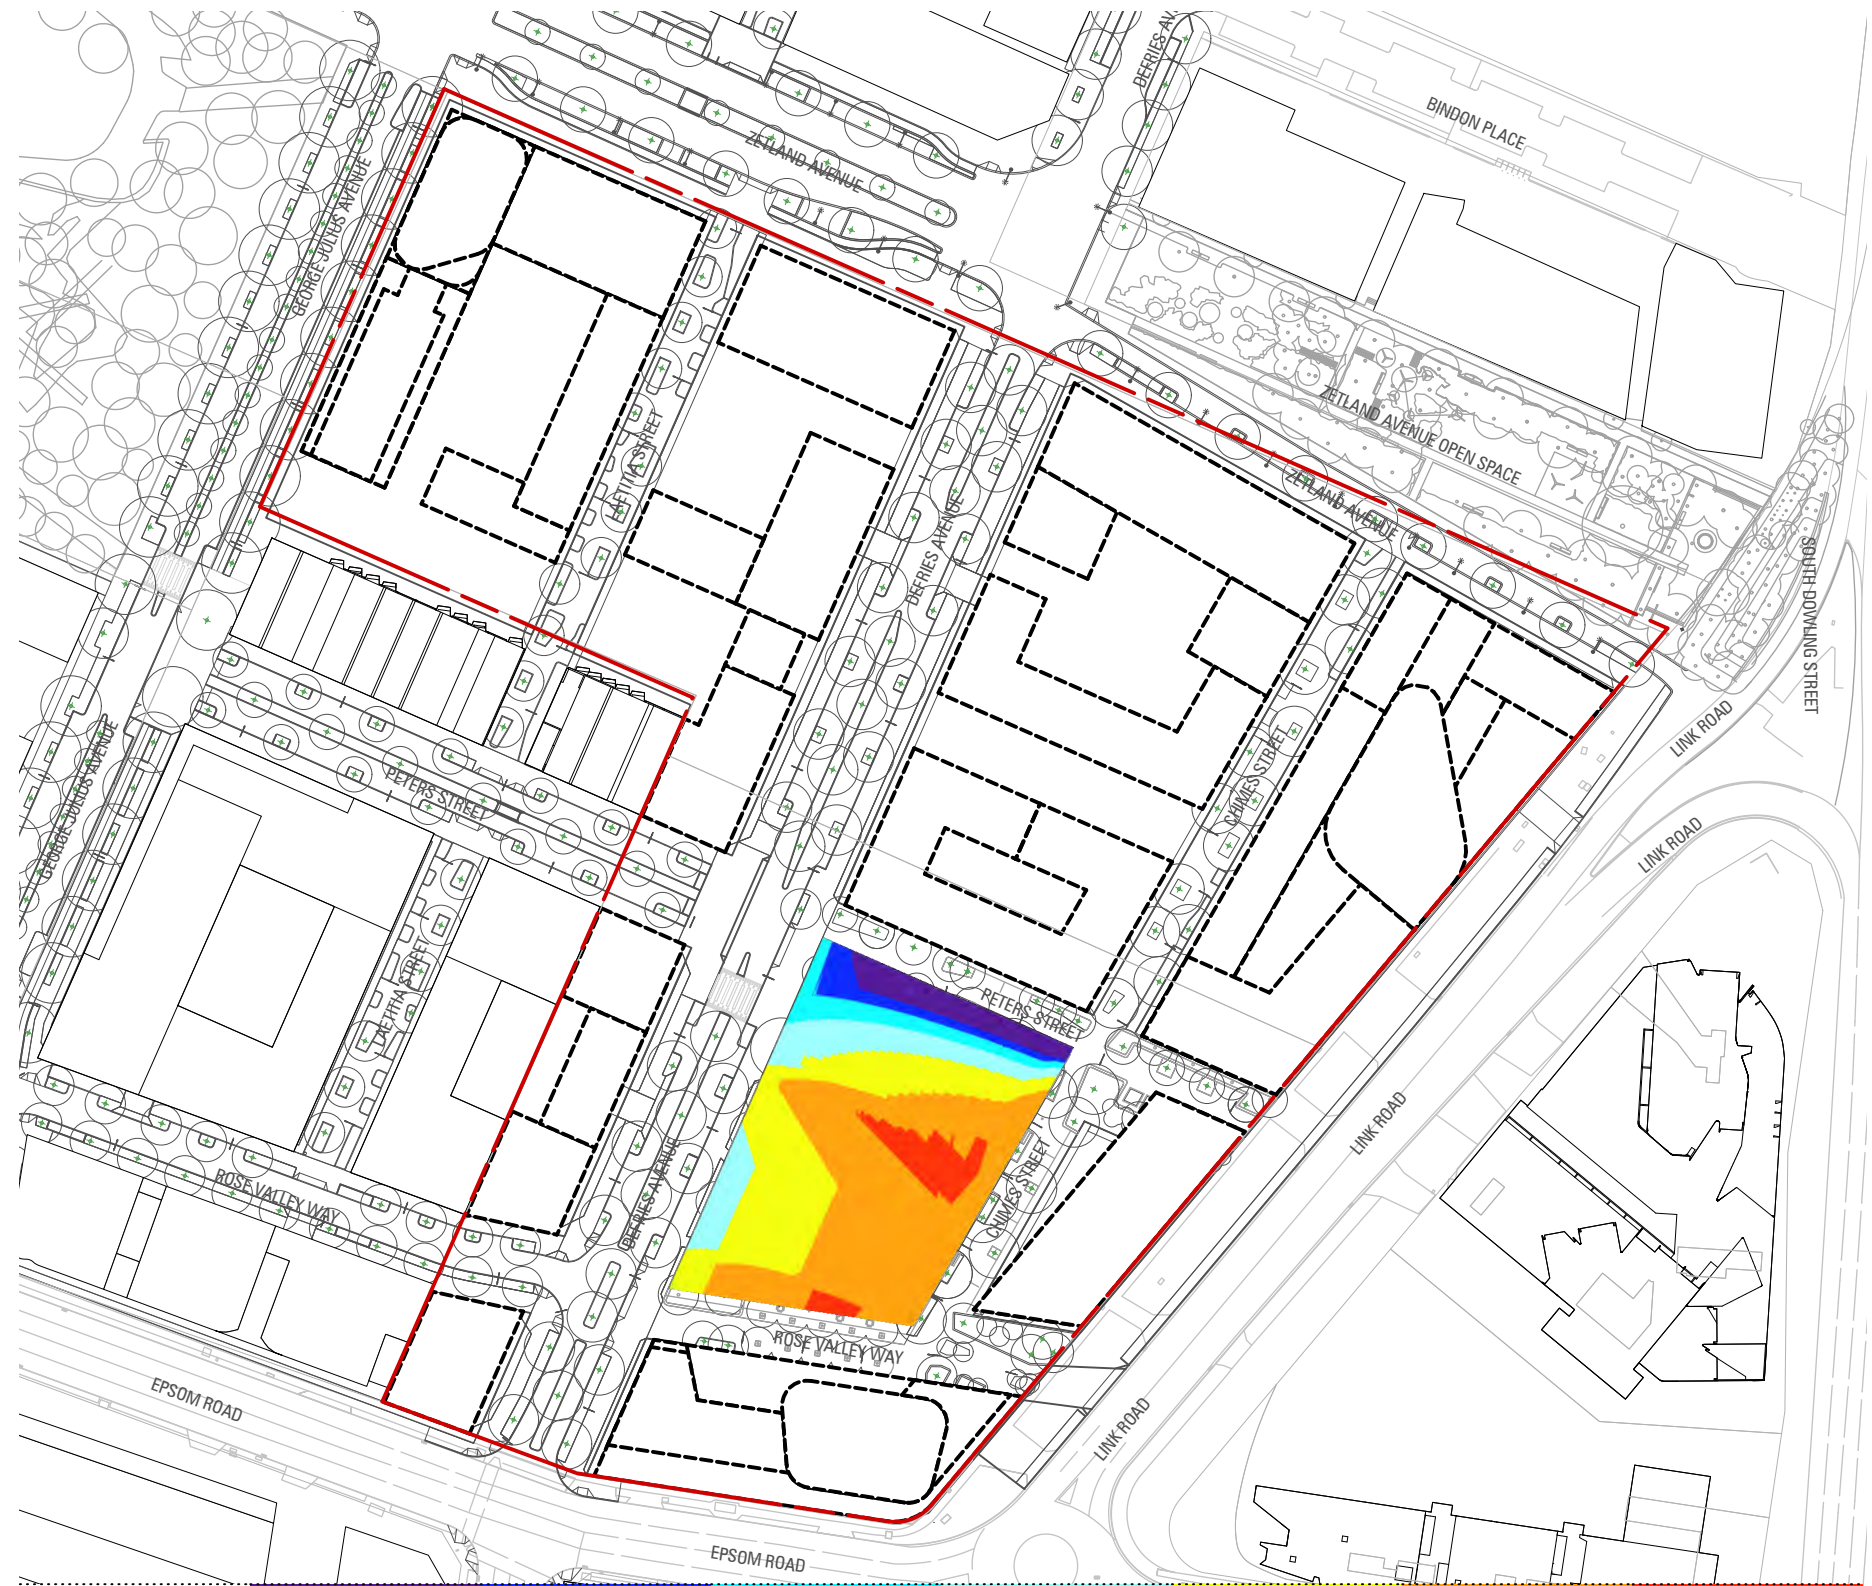 DEFRIES AV
BINDON PLACE
ZETLAND AVENUE
GEORGE JULIUS AVENUE
ZETLAND AVENUE OPEN SPACE
LAETITIA STREET
ZETLAND AVENUE
DEFRIES AVENUE
SOUTH DOWLING STREET
LINK ROAD
GEORGE JULIUS AVENUE
PETERS STREET
CHIMES STREET
LINK ROAD
LAETITIA STREET
PETERS STREET
LINK ROAD
ROSE VALLEY WAY
DEFRIES AVENUE
CHIMES STREET
ROSE VALLEY WAY
EPSOM ROAD
LINK ROAD
EPSOM ROAD